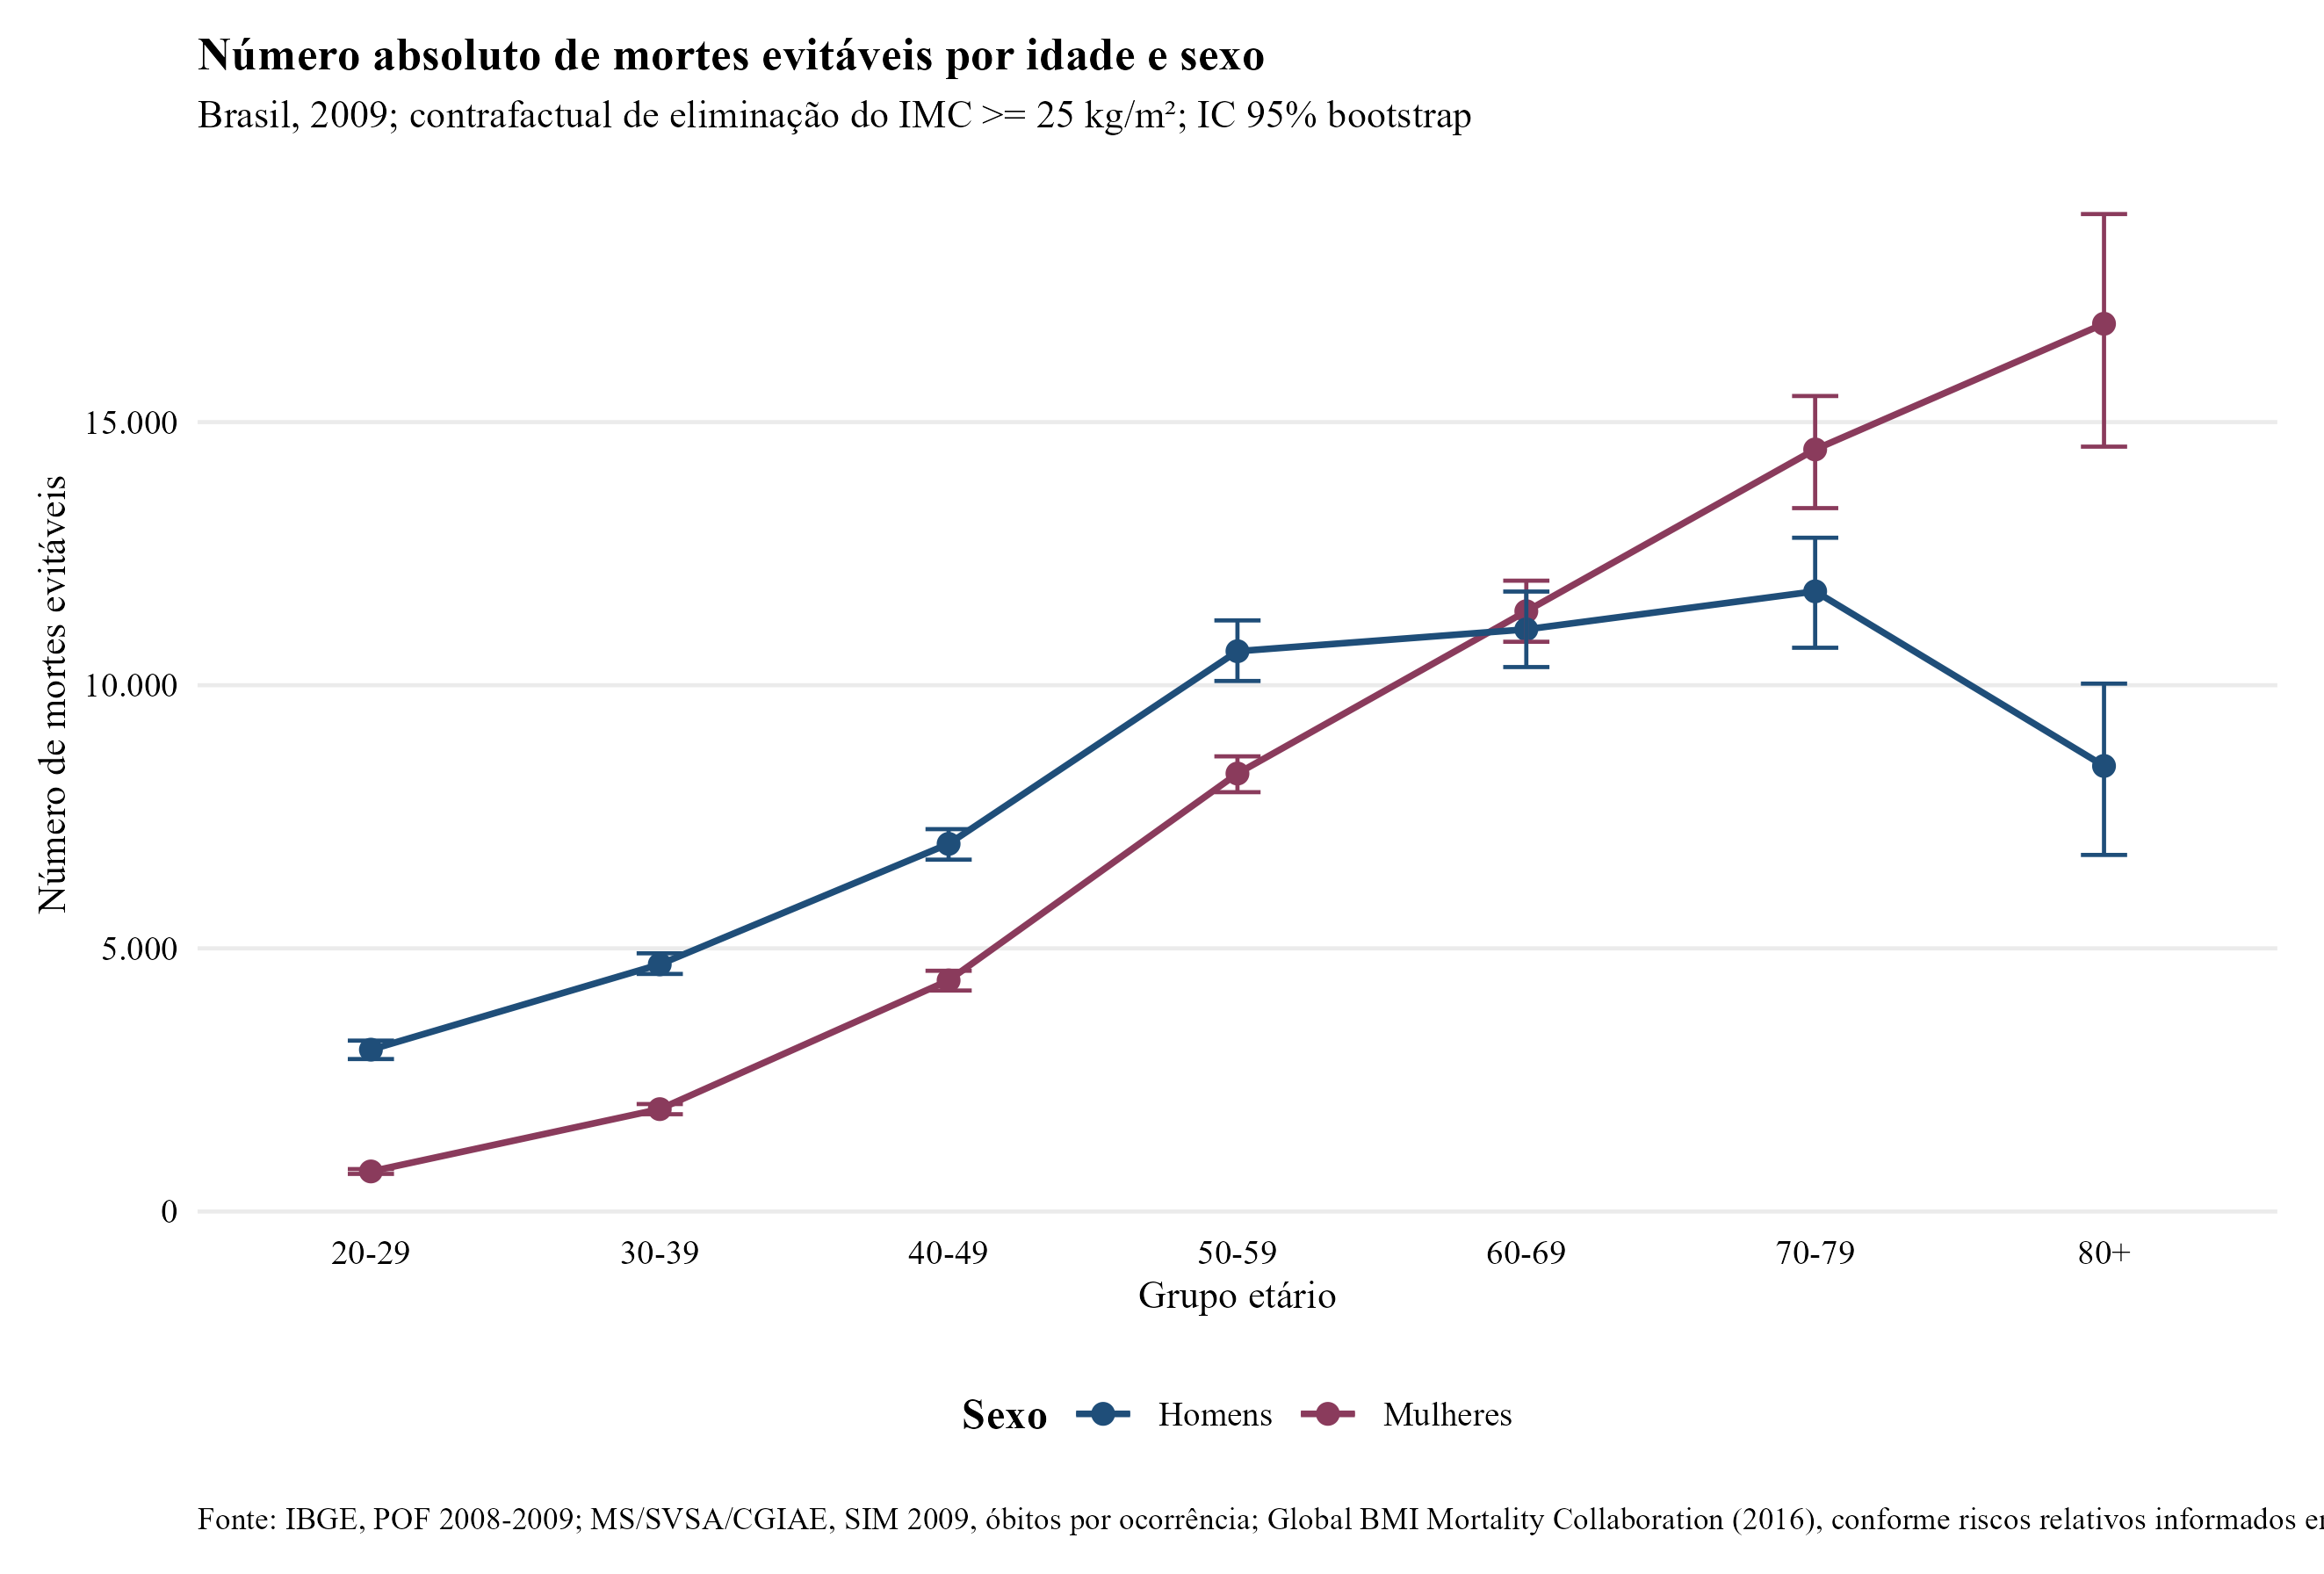 Número absoluto de mortes evitáveis por idade e sexo
Brasil, 2009; contrafactual de eliminação do IMC >= 25 kg/m²; IC 95% bootstrap
Número de mortes evitáveis
15.000
10.000
5.000
0
20-29 30-39 40-49 50-59 60-69 70-79 80+
Grupo etário
Sexo Homens Mulheres
Fonte: IBGE, POF 2008-2009; MS/SVSA/CGIAE, SIM 2009, óbitos por ocorrência; Global BMI Mortality Collaboration (2016), conforme riscos relativos informados